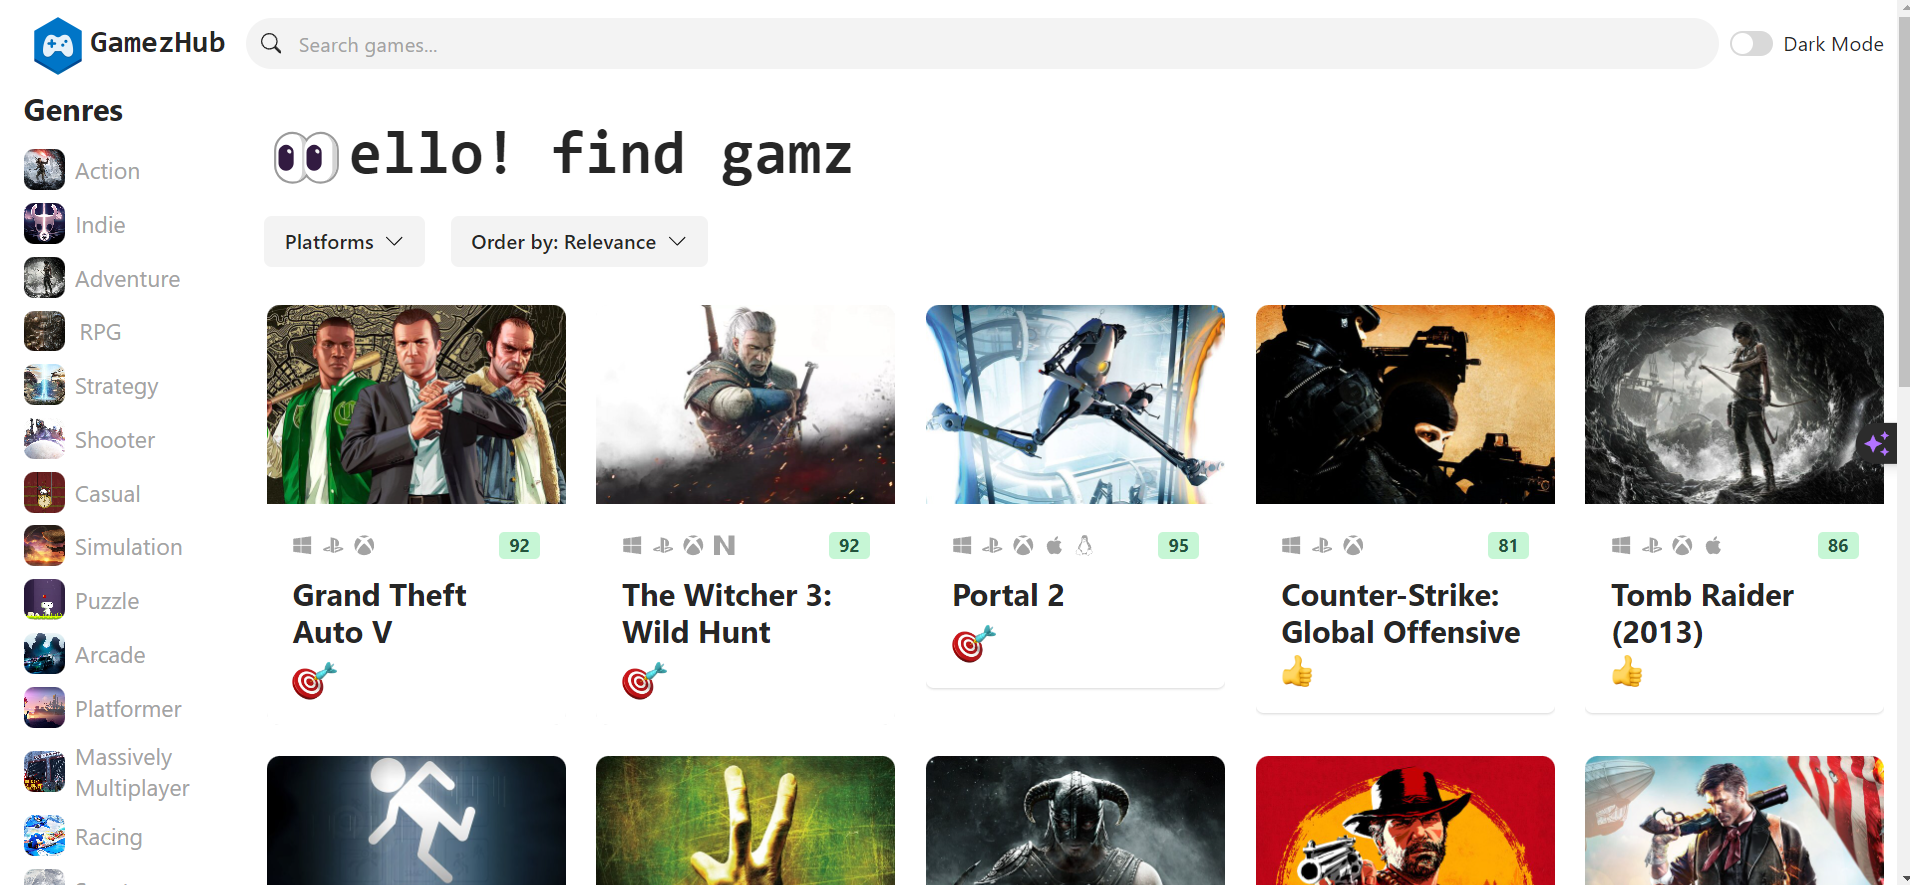 GamezHub
Search games...
Dark Mode
Genres
Action
Indie
Adventure
RPG
Strategy
Shooter
Casual
Simulation
Puzzle
Arcade
Platformer
Massively
Multiplayer
Racing
👀ello! find gamz
Platforms
Order by: Relevance
92
Grand Theft
Auto V
92
The Witcher 3:
Wild Hunt
95
Portal 2
81
Counter-Strike:
Global Offensive
86
Tomb Raider
(2013)